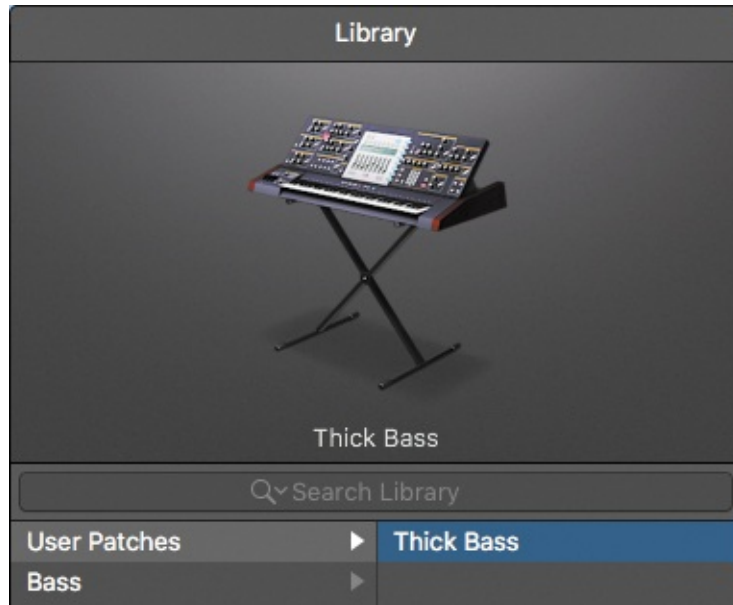 Library
Thick Bass
Search Library
User Patches
Thick Bass
Bass